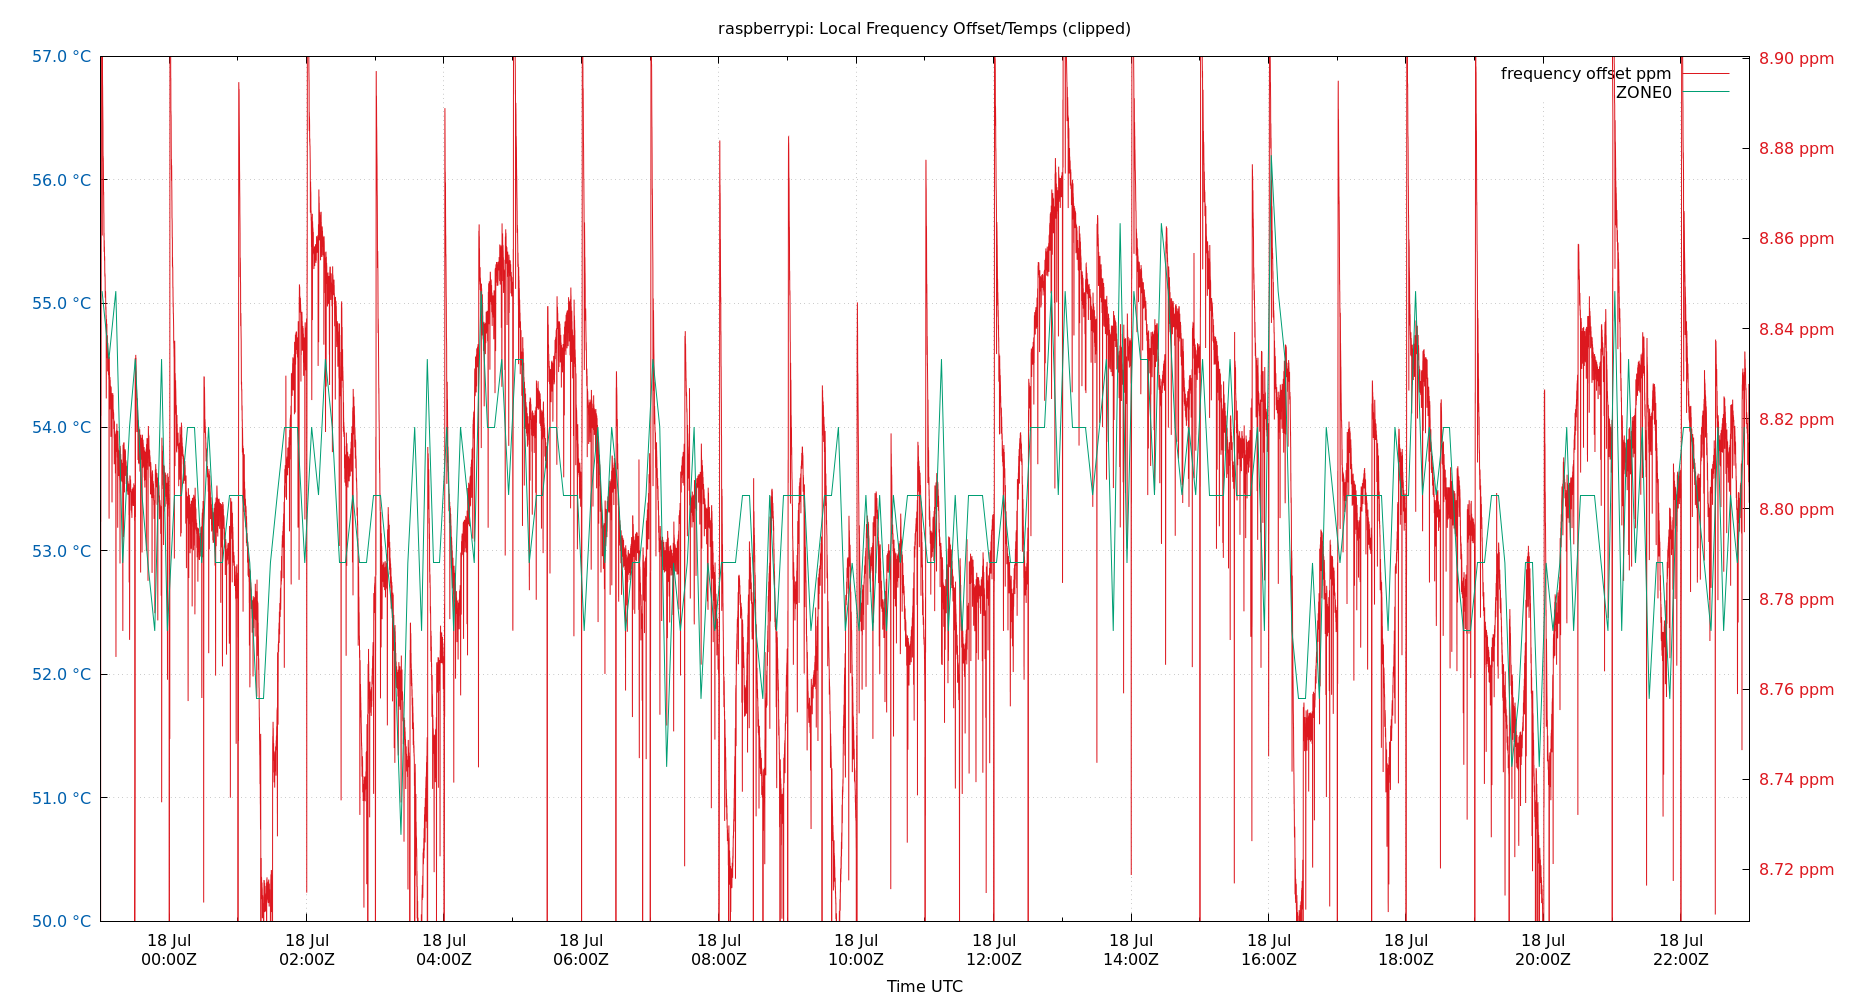 raspberrypi: Local Frequency Offset/Temps (clipped)
57.0 °C
56.0 °C
55.0 °C
54.0 °C
53.0 °C
52.0 °C
51.0 °C
50.0 °C
8.90 ppm
8.88 ppm
8.86 ppm
8.84 ppm
8.82 ppm
8.80 ppm
8.78 ppm
8.76 ppm
8.74 ppm
8.72 ppm
frequency offset ppm
ZONE0
18 Jul 18 Jul 18 Jul 18 Jul 18 Jul 18 Jul 18 Jul 18 Jul 18 Jul 18 Jul 18 Jul 18 Jul
00:00Z 02:00Z 04:00Z 06:00Z 08:00Z 10:00Z 12:00Z 14:00Z 16:00Z 18:00Z 20:00Z 22:00Z
Time UTC